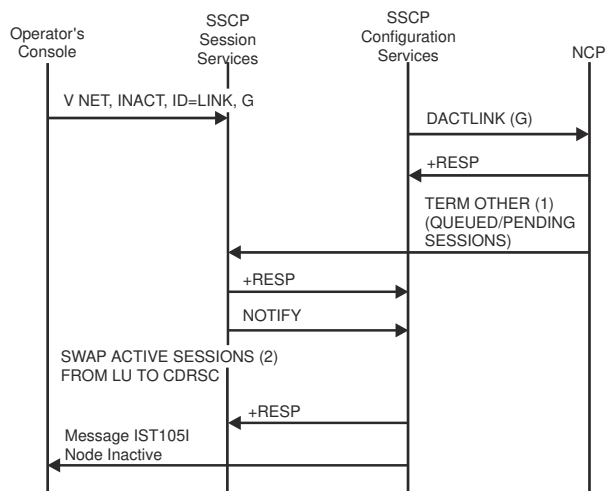 Operator's
Console
SSCP
Session
Services
SSCP
Configuration
Services
NCP
V NET, INACT, ID=LINK, G
DACTLINK (G)
+RESP
TERM OTHER (1)
(QUEUED/PENDING
SESSIONS)
+RESP
NOTIFY
SWAP ACTIVE SESSIONS (2)
FROM LU TO CDRSC
+RESP
Message IST105I
Node Inactive